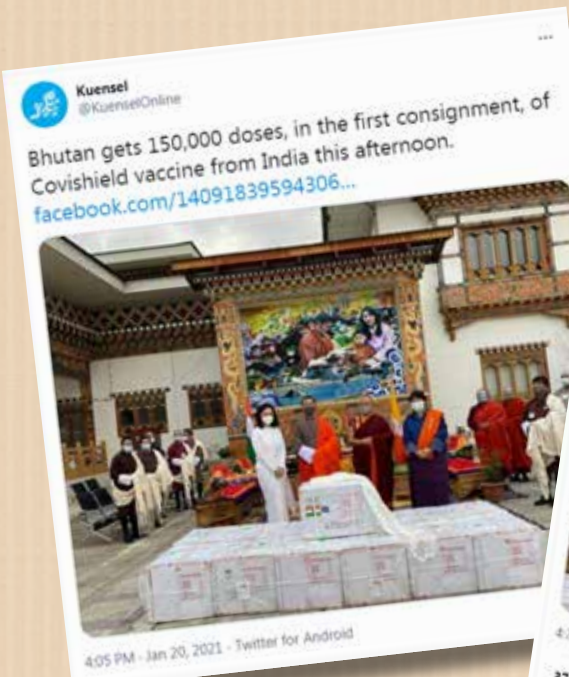 Kuensel
@KuenselOnline
Bhutan gets 150,000 doses, in the first consignment, of
Covishield vaccine from India this afternoon.
facebook.com/14091839594306...
4:05 PM - Jan 20, 2021 - Twitter for Android